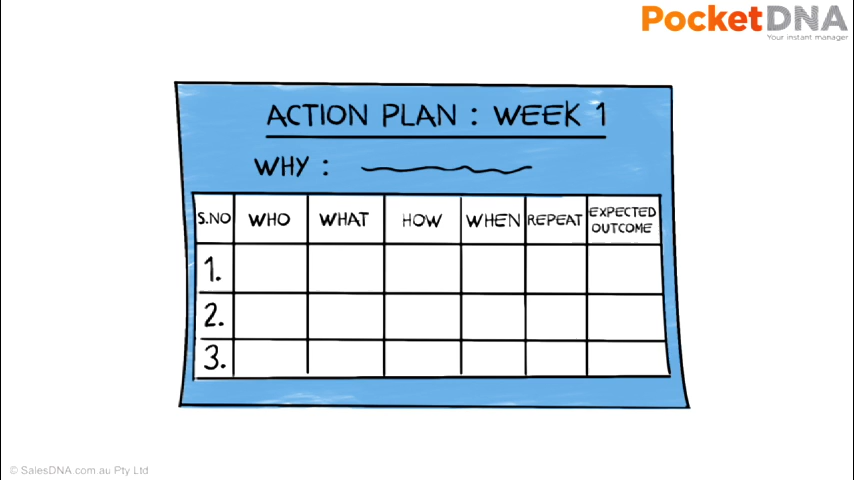 PocketDNA
Your instant manager
ACTION PLAN : WEEK 1
WHY :
S.NO WHO WHAT HOW WHEN REPEAT EXPECTED OUTCOME
1.
2.
3.
© SalesDNA.com.au Pty Ltd